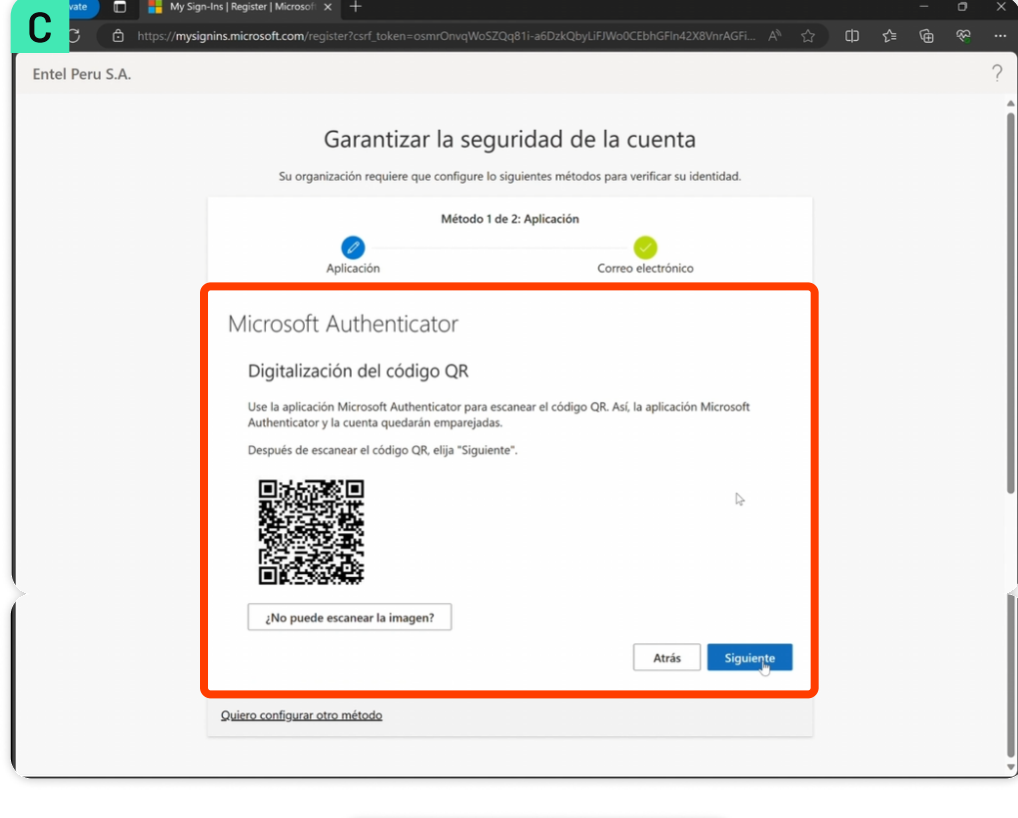 C
vate
My Sign-Ins | Register | Microsoft
https://mysignins.microsoft.com/register?csrf_token=osmrOnvqWoSZQq81i-a6DzkQbyLiFJWo0CEbhGFln42X8VnrAGFi...
Entel Peru S.A.
?
Garantizar la seguridad de la cuenta
Su organización requiere que configure lo siguientes métodos para verificar su identidad.
Método 1 de 2: Aplicación
Aplicación
Correo electrónico
Microsoft Authenticator
Digitalización del código QR
Use la aplicación Microsoft Authenticator para escanear el código QR. Así, la aplicación Microsoft
Authenticator y la cuenta quedarán emparejadas.
Después de escanear el código QR, elija "Siguiente".
¿No puede escanear la imagen?
Atrás
Siguiente
Quiero configurar otro método